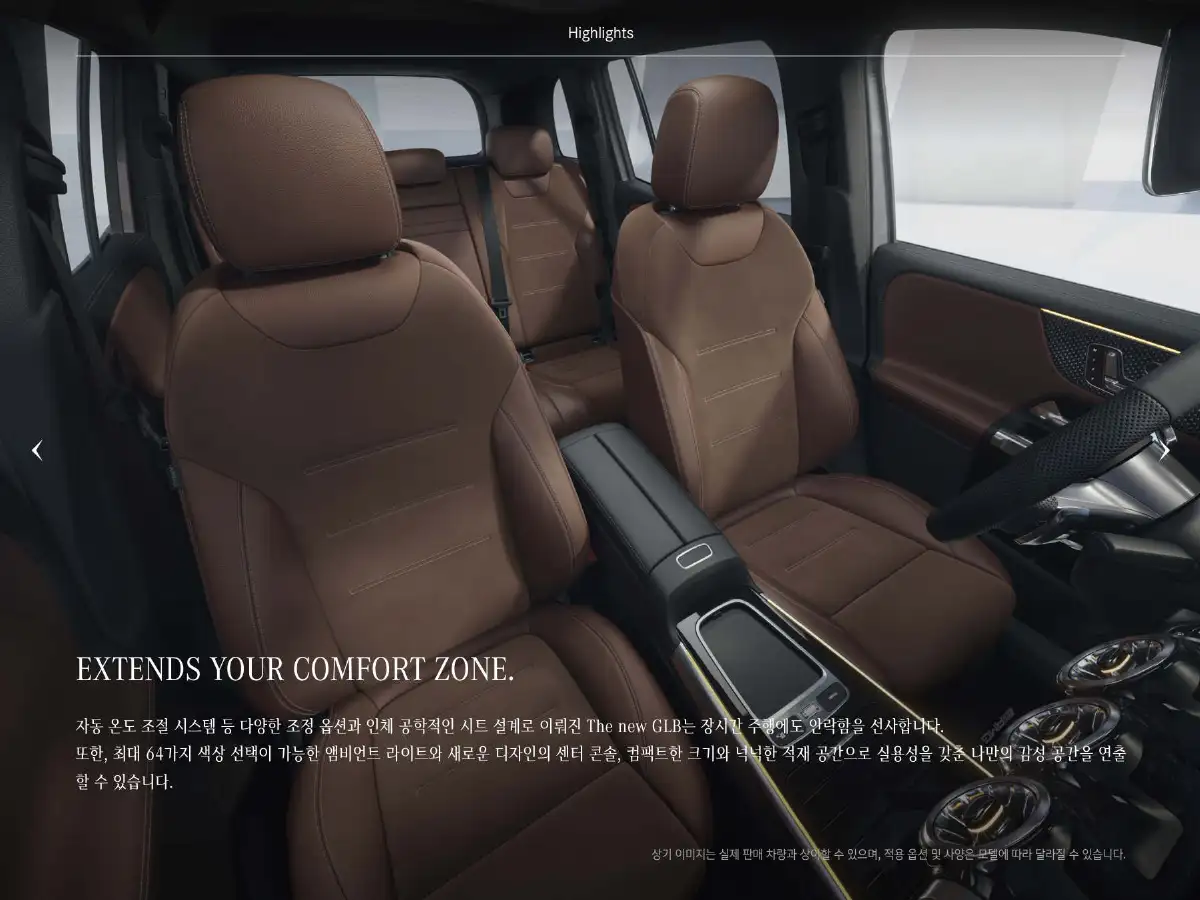 Highlights
EXTENDS YOUR COMFORT ZONE.
자동 온도 조절 시스템 등 다양한 조정 옵션과 인체 공학적인 시트 설계로 이뤄진 The new GLB는 장시간 주행에도 안락함을 선사합니다.
또한, 최대 64가지 색상 선택이 가능한 앰비언트 라이트와 새로운 디자인의 센터 콘솔, 컴팩트한 크기와 넉넉한 적재 공간으로 실용성을 갖춘 나만의 감성 공간을 연출
할 수 있습니다.
상기 이미지는 실제 판매 차량과 상이할 수 있으며, 적용 옵션 및 사양은 모델에 따라 달라질 수 있습니다.